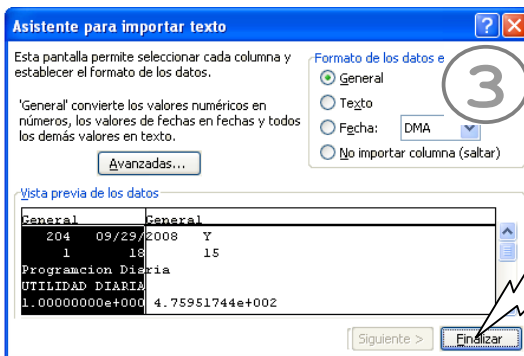 Asistente para importar texto
Esta pantalla permite seleccionar cada columna y
establecer el formato de los datos.
'General' convierte los valores numéricos en
números, los valores de fechas en fechas y todos
los demás valores en texto.
Avanzadas...
Formato de los datos e
General
Texto
Fecha: DMA
No importar columna (saltar)
3
Vista previa de los datos
General General
204 09/29/2008 Y
1 18 15
Programcion Diaria
UTILIDAD DIARIA
1.00000000e+000 4.75951744e+002
Siguiente > Finalizar